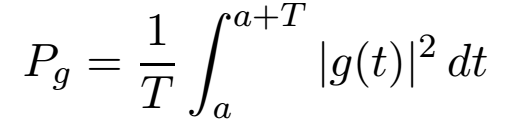 $P_g = \frac{1}{T} \int_{a}^{a+T} |g(t)|^2 \, dt$